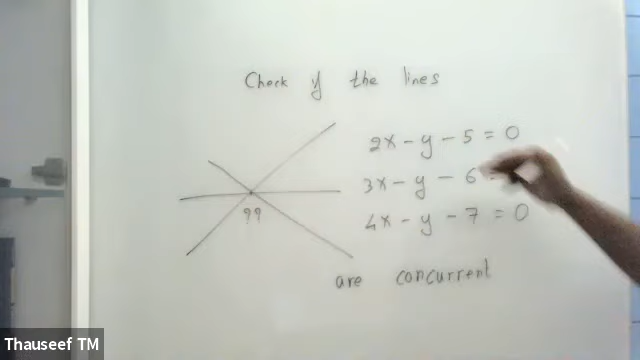 Check if the lines
2x - y - 5 = 0
3x - y - 6
4x - y - 7 = 0
??
are concurrent
Thauseef TM